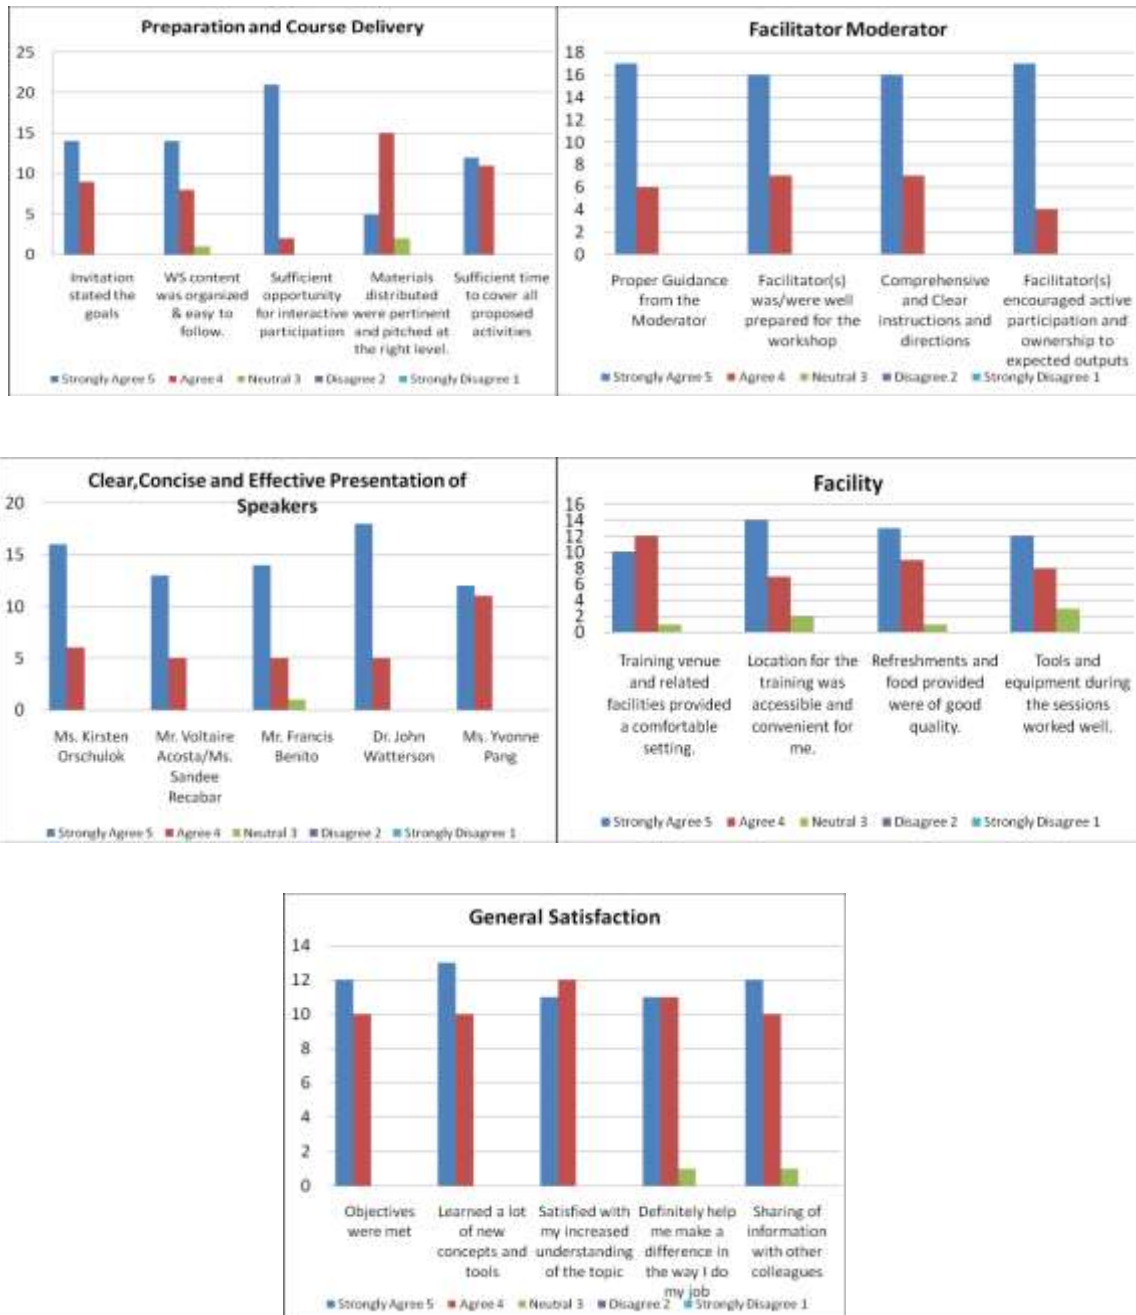 Preparation and Course Delivery
25
20
15
10
5
0
Invitation stated the goals
WS content was organized & easy to follow.
Sufficient opportunity for interactive participation
Materials distributed were pertinent and pitched at the right level.
Sufficient time to cover all proposed activities
Strongly Agree 5
Agree 4
Neutral 3
Disagree 2
Strongly Disagree 1
Facilitator Moderator
18
16
14
12
10
8
6
4
2
0
Proper Guidance from the Moderator
Facilitator(s) was/were well prepared for the workshop
Comprehensive and Clear instructions and directions
Facilitator(s) encouraged active participation and ownership to expected outputs
Strongly Agree 5
Agree 4
Neutral 3
Disagree 2
Strongly Disagree 1
Clear,Concise and Effective Presentation of
Speakers
20
15
10
5
0
Ms. Kirsten Orschulok
Mr. Voltaire Acosta/Ms. Sandee Recabar
Mr. Francis Benito
Dr. John Watterson
Ms. Yvonne Pang
Strongly Agree 5
Agree 4
Neutral 3
Disagree 2
Strongly Disagree 1
Facility
16
14
12
10
8
6
4
2
0
Training venue and related facilities provided a comfortable setting.
Location for the training was accessible and convenient for me.
Refreshments and food provided were of good quality.
Tools and equipment during the sessions worked well.
Strongly Agree 5
Agree 4
Neutral 3
Disagree 2
Strongly Disagree 1
General Satisfaction
14
12
10
8
6
4
2
0
Objectives were met
Learned a lot of new concepts and tools
Satisfied with my increased understanding of the topic
Definitely help me make a difference in the way I do my job
Sharing of information with other colleagues
Strongly Agree 5
Agree 4
Neutral 3
Disagree 2
Strongly Disagree 1